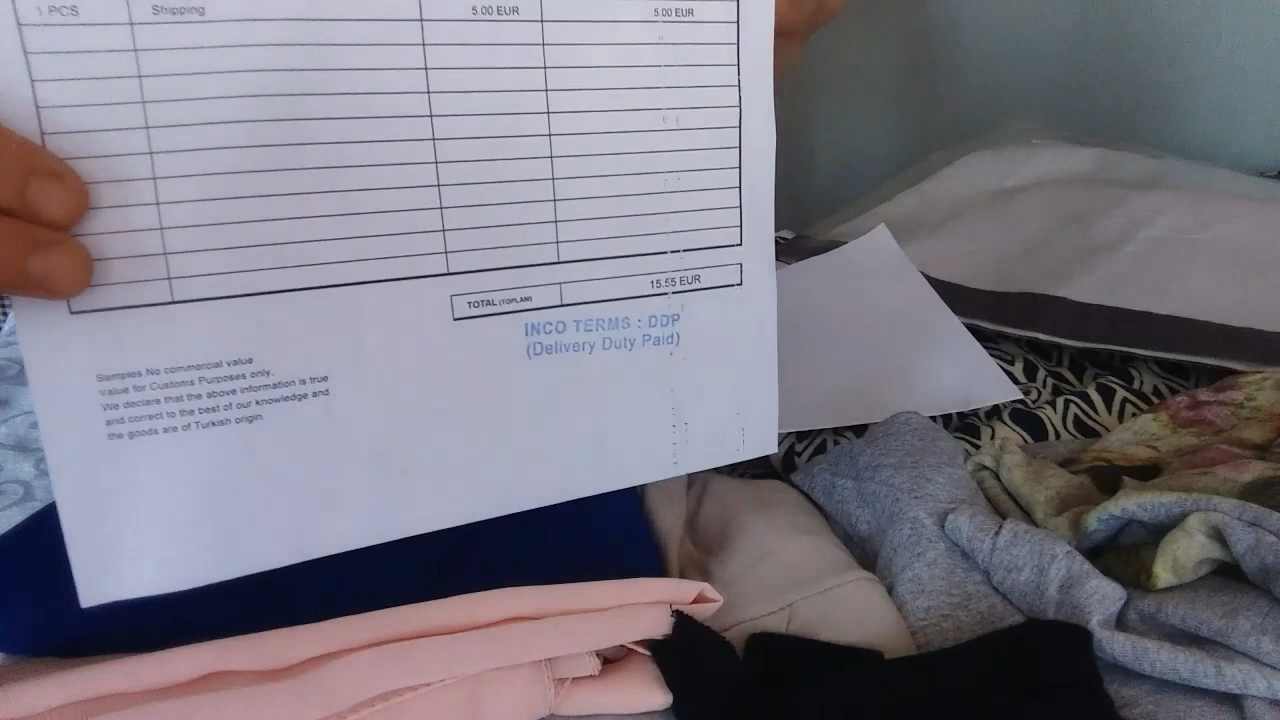 1 PCS Shipping 5.00 EUR 5.00 EUR
TOTAL (TOPLAM) 15.55 EUR
INCO TERMS : DDP
(Delivery Duty Paid)
Samples No commercial value
Value for Customs Purposes only.
We declare that the above information is true
and correct to the best of our knowledge and
the goods are of Turkish origin.